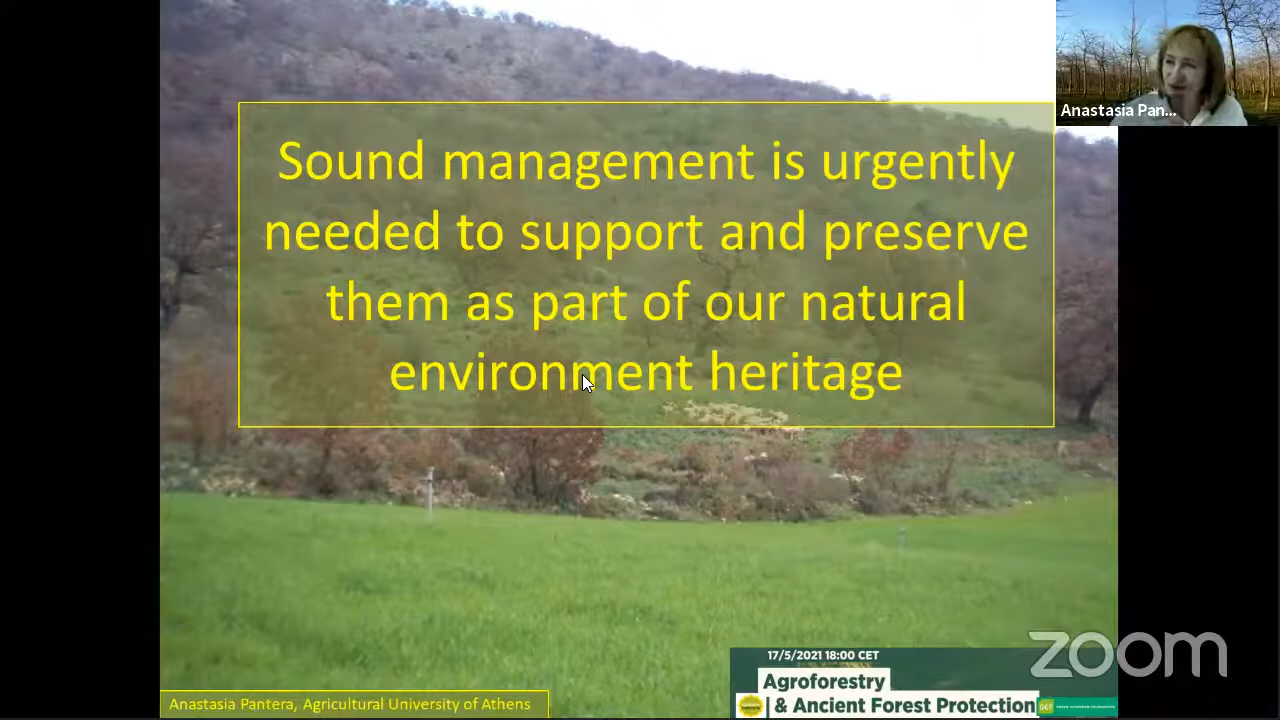 Anastasia Pan...
Sound management is urgently
needed to support and preserve
them as part of our natural
environment heritage
zoom
17/5/2021 18:00 CET
Agroforestry
& Ancient Forest Protection
GEF
Anastasia Pantera, Agricultural University of Athens